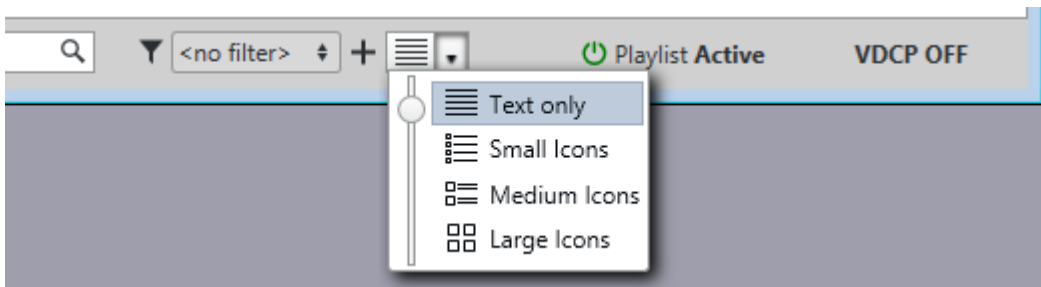 <no filter>
Playlist Active
VDCP OFF
Text only
Small Icons
Medium Icons
Large Icons